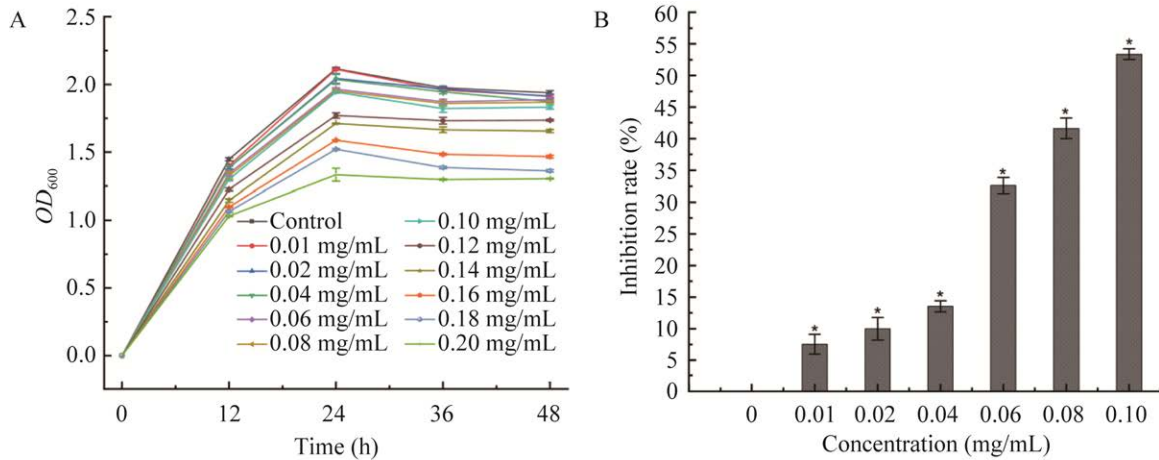 A
OD600
2.5
2.0
1.5
1.0
0.5
0.0
Control
0.01 mg/mL
0.02 mg/mL
0.04 mg/mL
0.06 mg/mL
0.08 mg/mL
0.10 mg/mL
0.12 mg/mL
0.14 mg/mL
0.16 mg/mL
0.18 mg/mL
0.20 mg/mL
0 12 24 36 48
Time (h)
B
Inhibition rate (%)
60
55
50
45
40
35
30
25
20
15
10
5
0
* * * * * *
0 0.01 0.02 0.04 0.06 0.08 0.10
Concentration (mg/mL)